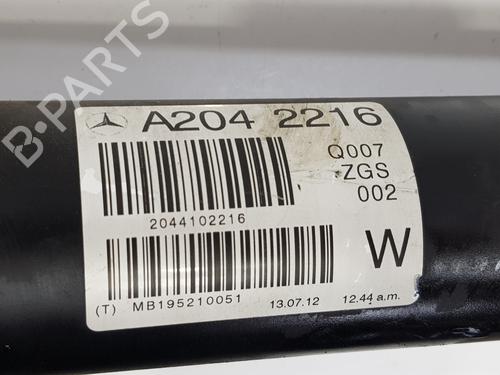 A204 2216
Q007
ZGS
002
2044102216
W
(T) MB195210051 13.07.12 12.44 a.m.
B-PARTS